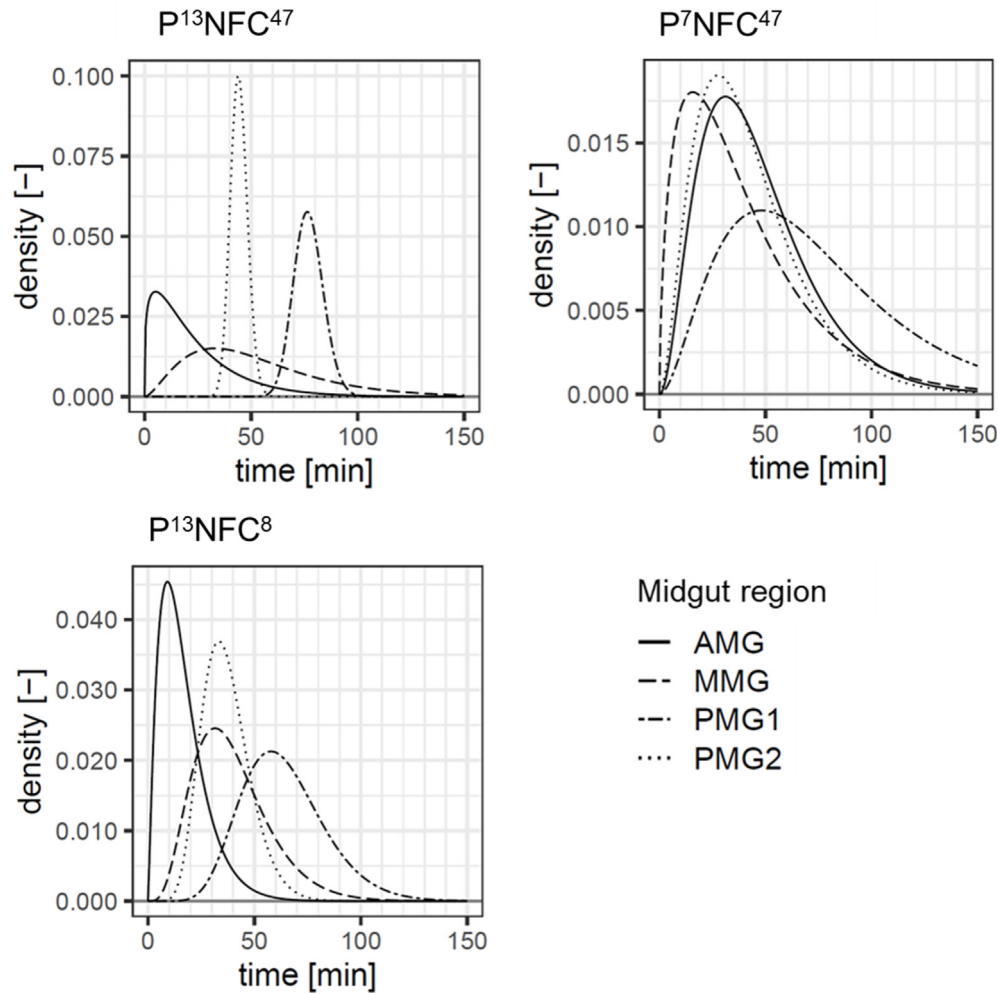 P¹³NFC⁴⁷
0.100
0.075
0.050
0.025
0.000
density [−]
0 50 100 150
time [min]
P⁷NFC⁴⁷
0.015
0.010
0.005
0.000
density [−]
0 50 100 150
time [min]
P¹³NFC⁸
0.040
0.030
0.020
0.010
0.000
density [−]
0 50 100 150
time [min]
Midgut region
AMG
MMG
PMG1
PMG2